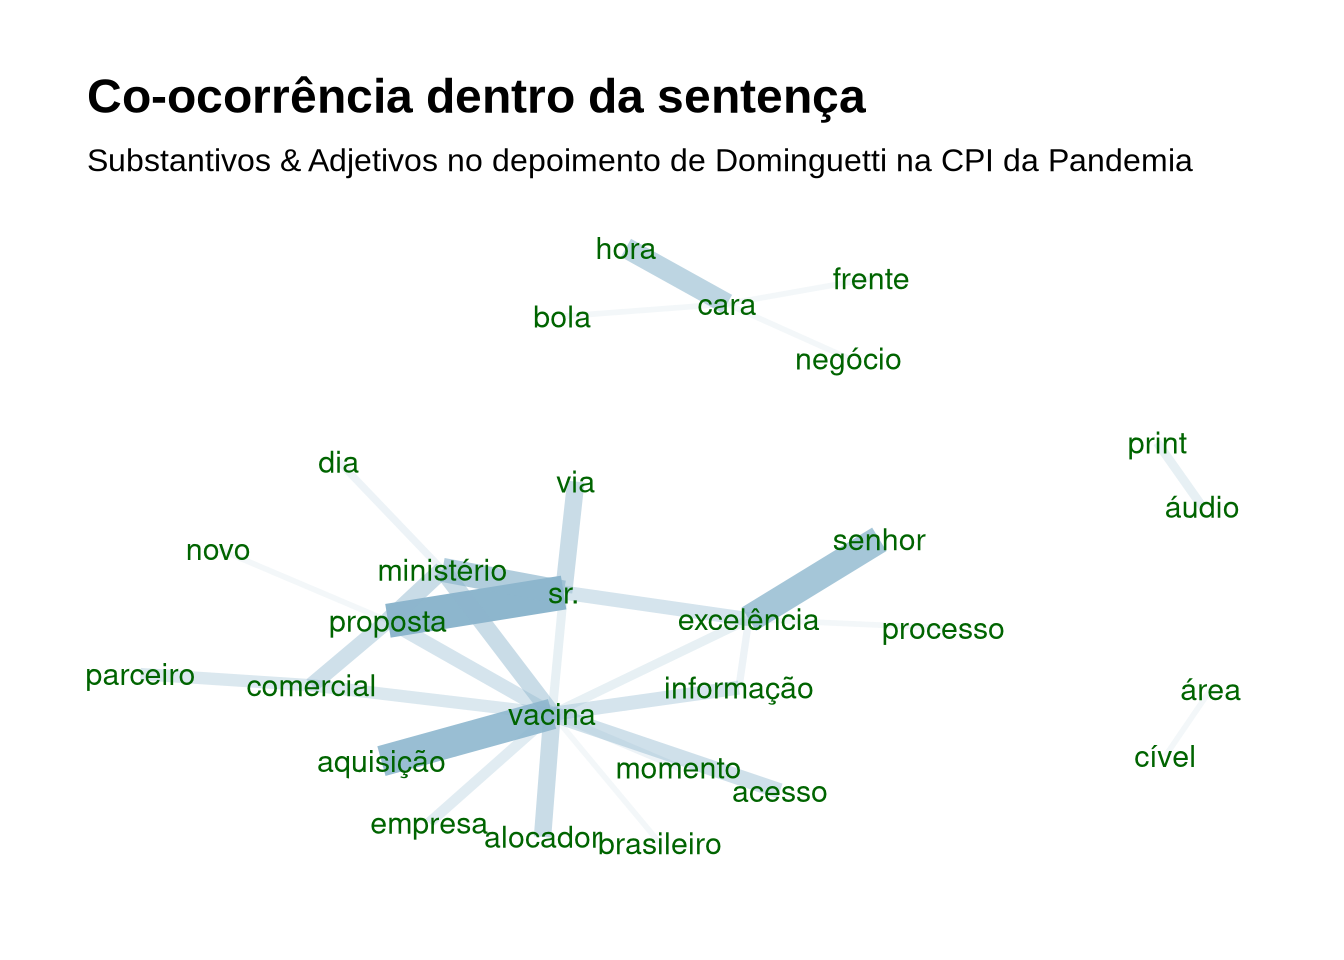 Co-ocorrência dentro da sentença
Substantivos & Adjetivos no depoimento de Dominguetti na CPI da Pandemia
hora
frente
cara
bola
negócio
print
dia
via
áudio
senhor
novo
ministério
sr.
proposta
excelência
processo
parceiro
comercial
informação
área
vacina
cível
aquisição
momento
acesso
empresa
alocador
brasileiro